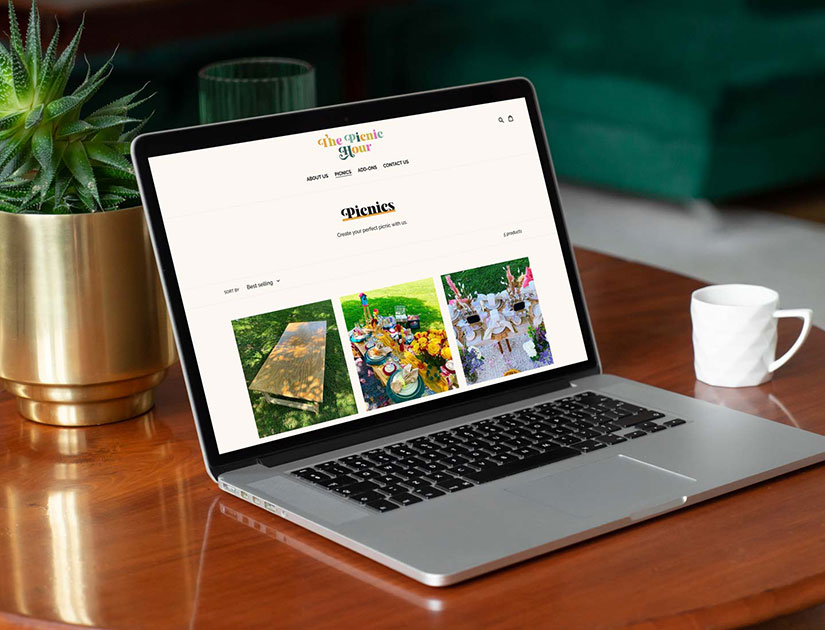 The Picnic
Hour
ABOUT US PICNICS ADD-ONS CONTACT US
Picnics
Create your perfect picnic with us.
5 products
SORT BY Best selling